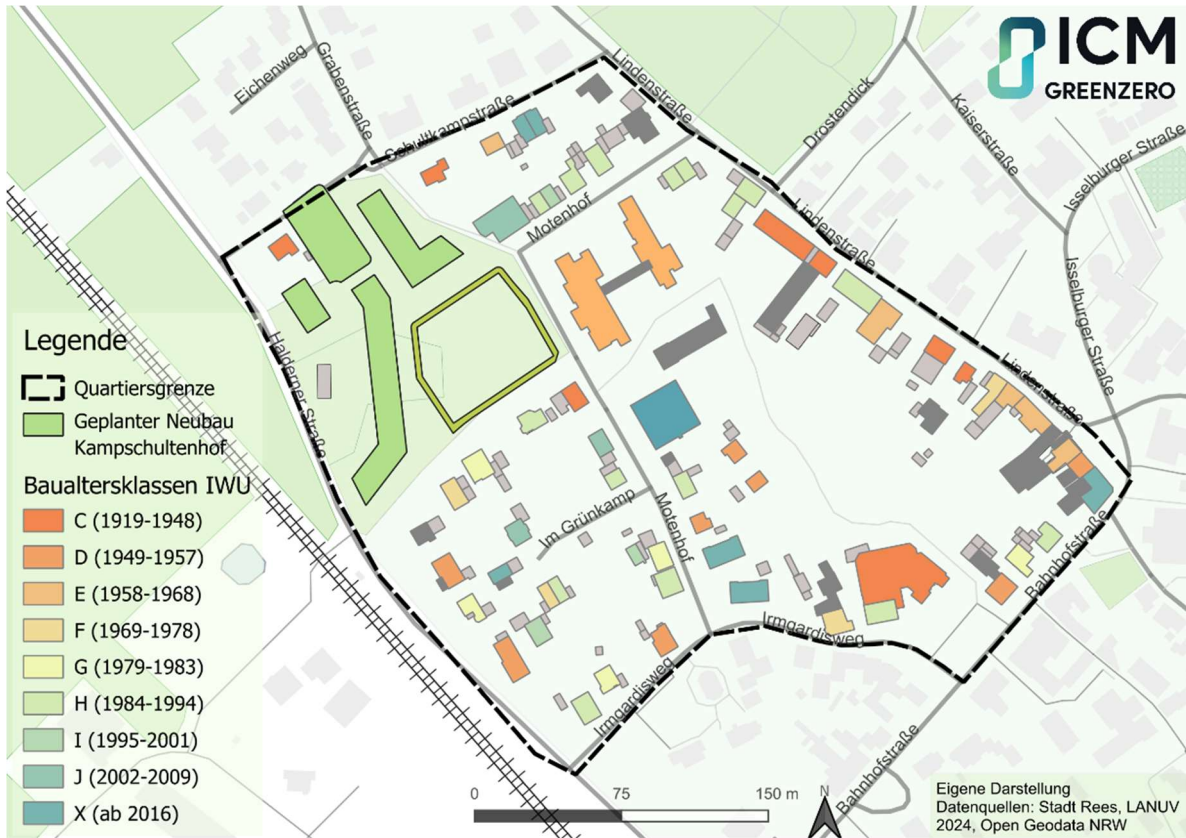 ICM
GREENZERO
Eichenweg
Grabenstraße
Schultkampstraße
Lindenstraße
Drostendick
Kaiserstraße
Isselburger Straße
Isselburger Straße
Motenhof
Lindenstraße
Lindenstraße
Halderner Straße
Im Grünkamp
Motenhof
Irmgardisweg
Irmgardisweg
Bahnhofstraße
Bahnhofstraße
Legende
Quartiersgrenze
Geplanter Neubau
Kampschultenhof
Baualtersklassen IWU
C (1919-1948)
D (1949-1957)
E (1958-1968)
F (1969-1978)
G (1979-1983)
H (1984-1994)
I (1995-2001)
J (2002-2009)
X (ab 2016)
0 75 150 m
N
Eigene Darstellung
Datenquellen: Stadt Rees, LANUV
2024, Open Geodata NRW